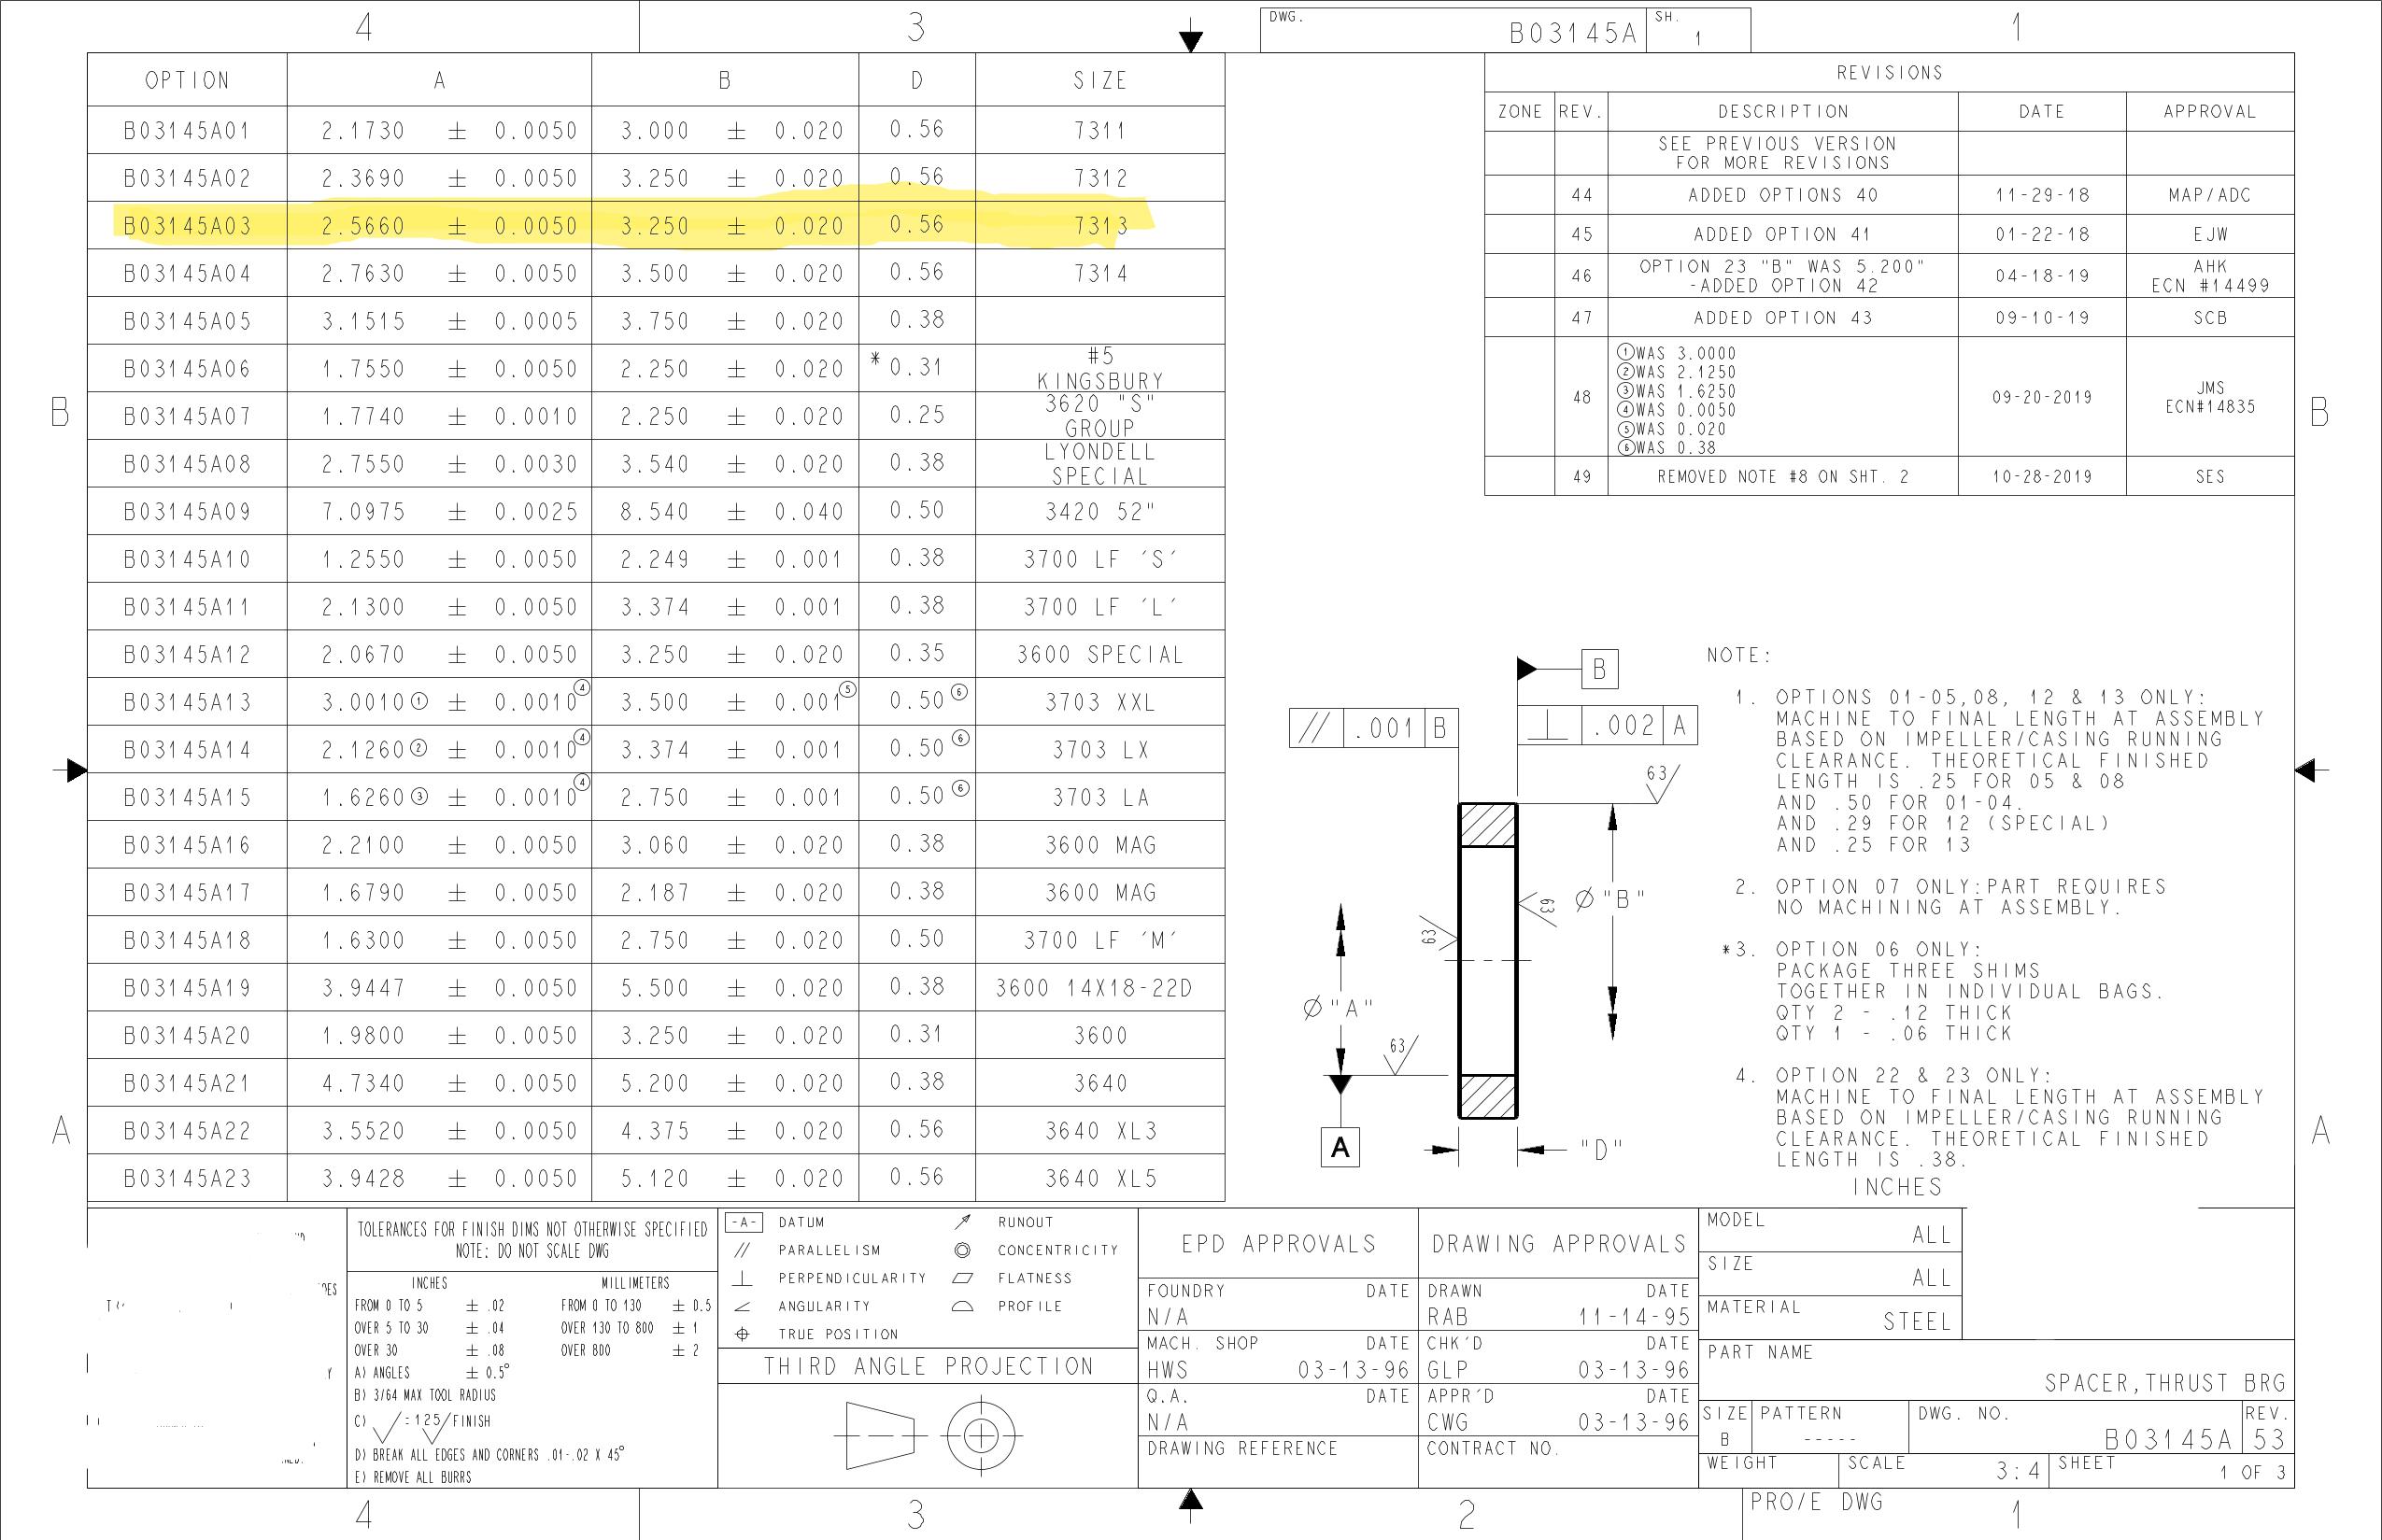 4
3
DWG.
B03145A
SH.
1
1
OPTION A B D SIZE
B03145A01 2.1730 ± 0.0050 3.000 ± 0.020 0.56 7311
B03145A02 2.3690 ± 0.0050 3.250 ± 0.020 0.56 7312
B03145A03 2.5660 ± 0.0050 3.250 ± 0.020 0.56 7313
B03145A04 2.7630 ± 0.0050 3.500 ± 0.020 0.56 7314
B03145A05 3.1515 ± 0.0005 3.750 ± 0.020 0.38
B03145A06 1.7550 ± 0.0050 2.250 ± 0.020 * 0.31 #5 KINGSBURY
B03145A07 1.7740 ± 0.0010 2.250 ± 0.020 0.25 3620 "S" GROUP
B03145A08 2.7550 ± 0.0030 3.540 ± 0.020 0.38 LYONDELL SPECIAL
B03145A09 7.0975 ± 0.0025 8.540 ± 0.040 0.50 3420 52"
B03145A10 1.2550 ± 0.0050 2.249 ± 0.001 0.38 3700 LF 'S'
B03145A11 2.1300 ± 0.0050 3.374 ± 0.001 0.38 3700 LF 'L'
B03145A12 2.0670 ± 0.0050 3.250 ± 0.020 0.35 3600 SPECIAL
B03145A13 3.0010 ① ± 0.0010 ④ 3.500 ± 0.001 ⑤ 0.50 ⑥ 3703 XXL
B03145A14 2.1260 ② ± 0.0010 ④ 3.374 ± 0.001 0.50 ⑥ 3703 LX
B03145A15 1.6260 ③ ± 0.0010 ④ 2.750 ± 0.001 0.50 ⑥ 3703 LA
B03145A16 2.2100 ± 0.0050 3.060 ± 0.020 0.38 3600 MAG
B03145A17 1.6790 ± 0.0050 2.187 ± 0.020 0.38 3600 MAG
B03145A18 1.6300 ± 0.0050 2.750 ± 0.020 0.50 3700 LF 'M'
B03145A19 3.9447 ± 0.0050 5.500 ± 0.020 0.38 3600 14X18-22D
B03145A20 1.9800 ± 0.0050 3.250 ± 0.020 0.31 3600
B03145A21 4.7340 ± 0.0050 5.200 ± 0.020 0.38 3640
B03145A22 3.5520 ± 0.0050 4.375 ± 0.020 0.56 3640 XL3
B03145A23 3.9428 ± 0.0050 5.120 ± 0.020 0.56 3640 XL5
REVISIONS
ZONE REV. DESCRIPTION DATE APPROVAL
SEE PREVIOUS VERSION
FOR MORE REVISIONS
44 ADDED OPTIONS 40 11-29-18 MAP/ADC
45 ADDED OPTION 41 01-22-18 EJW
46 OPTION 23 "B" WAS 5.200" 04-18-19 AHK
-ADDED OPTION 42 ECN #14499
47 ADDED OPTION 43 09-10-19 SCB
48 ①WAS 3.0000 09-20-2019 JMS
②WAS 2.1250 ECN#14835
③WAS 1.6250
④WAS 0.0050
⑤WAS 0.020
⑥WAS 0.38
49 REMOVED NOTE #8 ON SHT. 2 10-28-2019 SES
B
B
A
A
B
// .001 B
⊥ .002 A
63
63
63
63
Ø "B"
Ø "A"
A
"D"
NOTE:
1. OPTIONS 01-05,08, 12 & 13 ONLY:
MACHINE TO FINAL LENGTH AT ASSEMBLY
BASED ON IMPELLER/CASING RUNNING
CLEARANCE. THEORETICAL FINISHED
LENGTH IS .25 FOR 05 & 08
AND .50 FOR 01-04.
AND .29 FOR 12 (SPECIAL)
AND .25 FOR 13
2. OPTION 07 ONLY:PART REQUIRES
NO MACHINING AT ASSEMBLY.
*3. OPTION 06 ONLY:
PACKAGE THREE SHIMS
TOGETHER IN INDIVIDUAL BAGS.
QTY 2 - .12 THICK
QTY 1 - .06 THICK
4. OPTION 22 & 23 ONLY:
MACHINE TO FINAL LENGTH AT ASSEMBLY
BASED ON IMPELLER/CASING RUNNING
CLEARANCE. THEORETICAL FINISHED
LENGTH IS .38.
INCHES
TOLERANCES FOR FINISH DIMS NOT OTHERWISE SPECIFIED
NOTE: DO NOT SCALE DWG
INCHES MILLIMETERS
FROM 0 TO 5 ± .02 FROM 0 TO 130 ± 0.5
OVER 5 TO 30 ± .04 OVER 130 TO 800 ± 1
OVER 30 ± .08 OVER 800 ± 2
A) ANGLES ± 0.5°
B) 3/64 MAX TOOL RADIUS
C) √ = 125/ FINISH
D) BREAK ALL EDGES AND CORNERS .01-.02 X 45°
E) REMOVE ALL BURRS
-A- DATUM RUNOUT
// PARALLELISM CONCENTRICITY
⊥ PERPENDICULARITY FLATNESS
ANGULARITY PROFILE
TRUE POSITION
THIRD ANGLE PROJECTION
EPD APPROVALS
FOUNDRY DATE
N/A
MACH. SHOP DATE
HWS 03-13-96
Q.A. DATE
N/A
DRAWING REFERENCE
DRAWING APPROVALS
DRAWN DATE
RAB 11-14-95
CHK'D DATE
GLP 03-13-96
APPR'D DATE
CWG 03-13-96
CONTRACT NO.
MODEL
ALL
SIZE
ALL
MATERIAL
STEEL
PART NAME
SPACER,THRUST BRG
SIZE PATTERN DWG. NO. REV.
B ----- B03145A 53
WEIGHT SCALE 3:4 SHEET 1 OF 3
4
3
2
PRO/E DWG
1